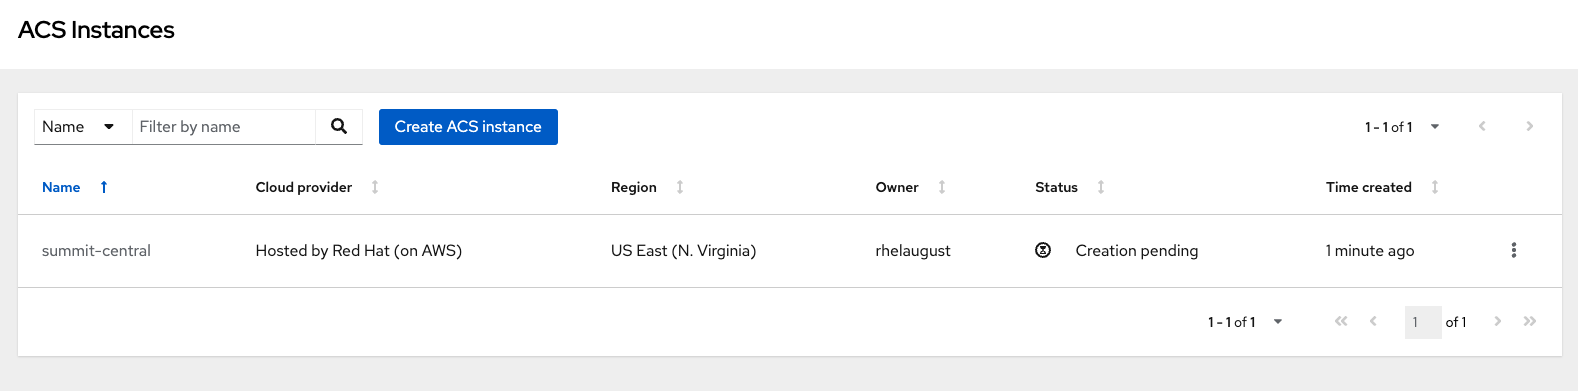 ACS Instances
Name Filter by name Create ACS instance 1 - 1 of 1
Name Cloud provider Region Owner Status Time created
summit-central Hosted by Red Hat (on AWS) US East (N. Virginia) rhelaugust Creation pending 1 minute ago
1 - 1 of 1 1 of 1